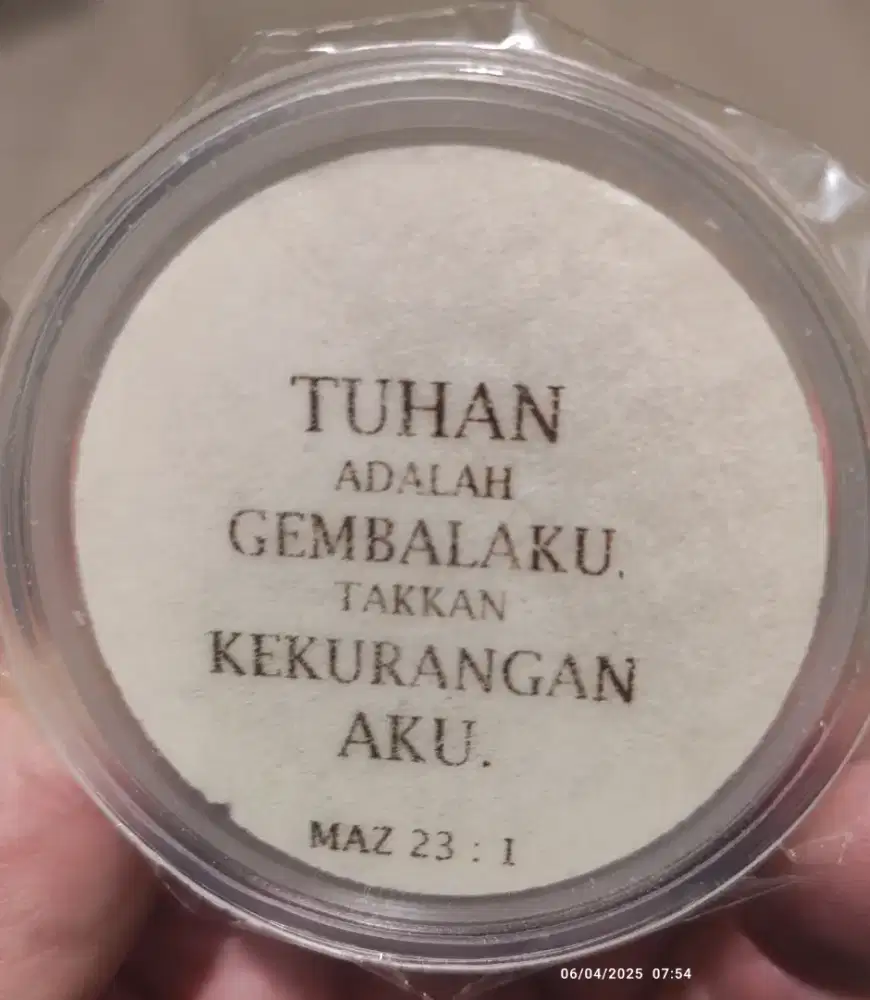 TUHAN
ADALAH
GEMBALAKU.
TAKKAN
KEKURANGAN
AKU.
MAZ 23 : 1
06/04/2025 07:54